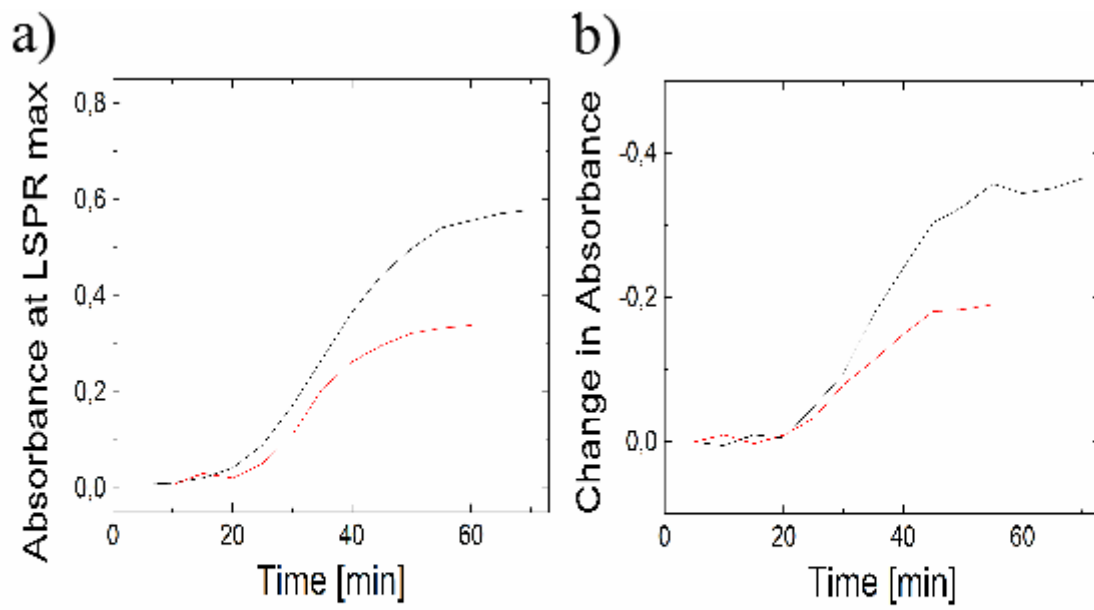 a)
Absorbance at LSPR max
0,8
0,6
0,4
0,2
0,0
0 20 40 60
Time [min]
b)
Change in Absorbance
-0,4
-0,2
0,0
0 20 40 60
Time [min]